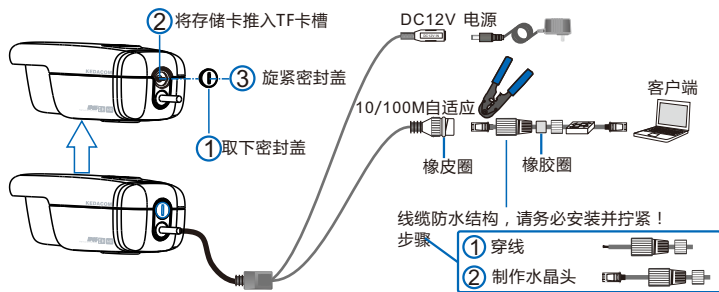 ②将存储卡推入TF卡槽
DC12V 电源
KEDACOM
③ 旋紧密封盖
①取下密封盖
10/100M自适应
客户端
橡皮圈
橡胶圈
KEDACOM
线缆防水结构，请务必安装并拧紧！
步骤
① 穿线
② 制作水晶头